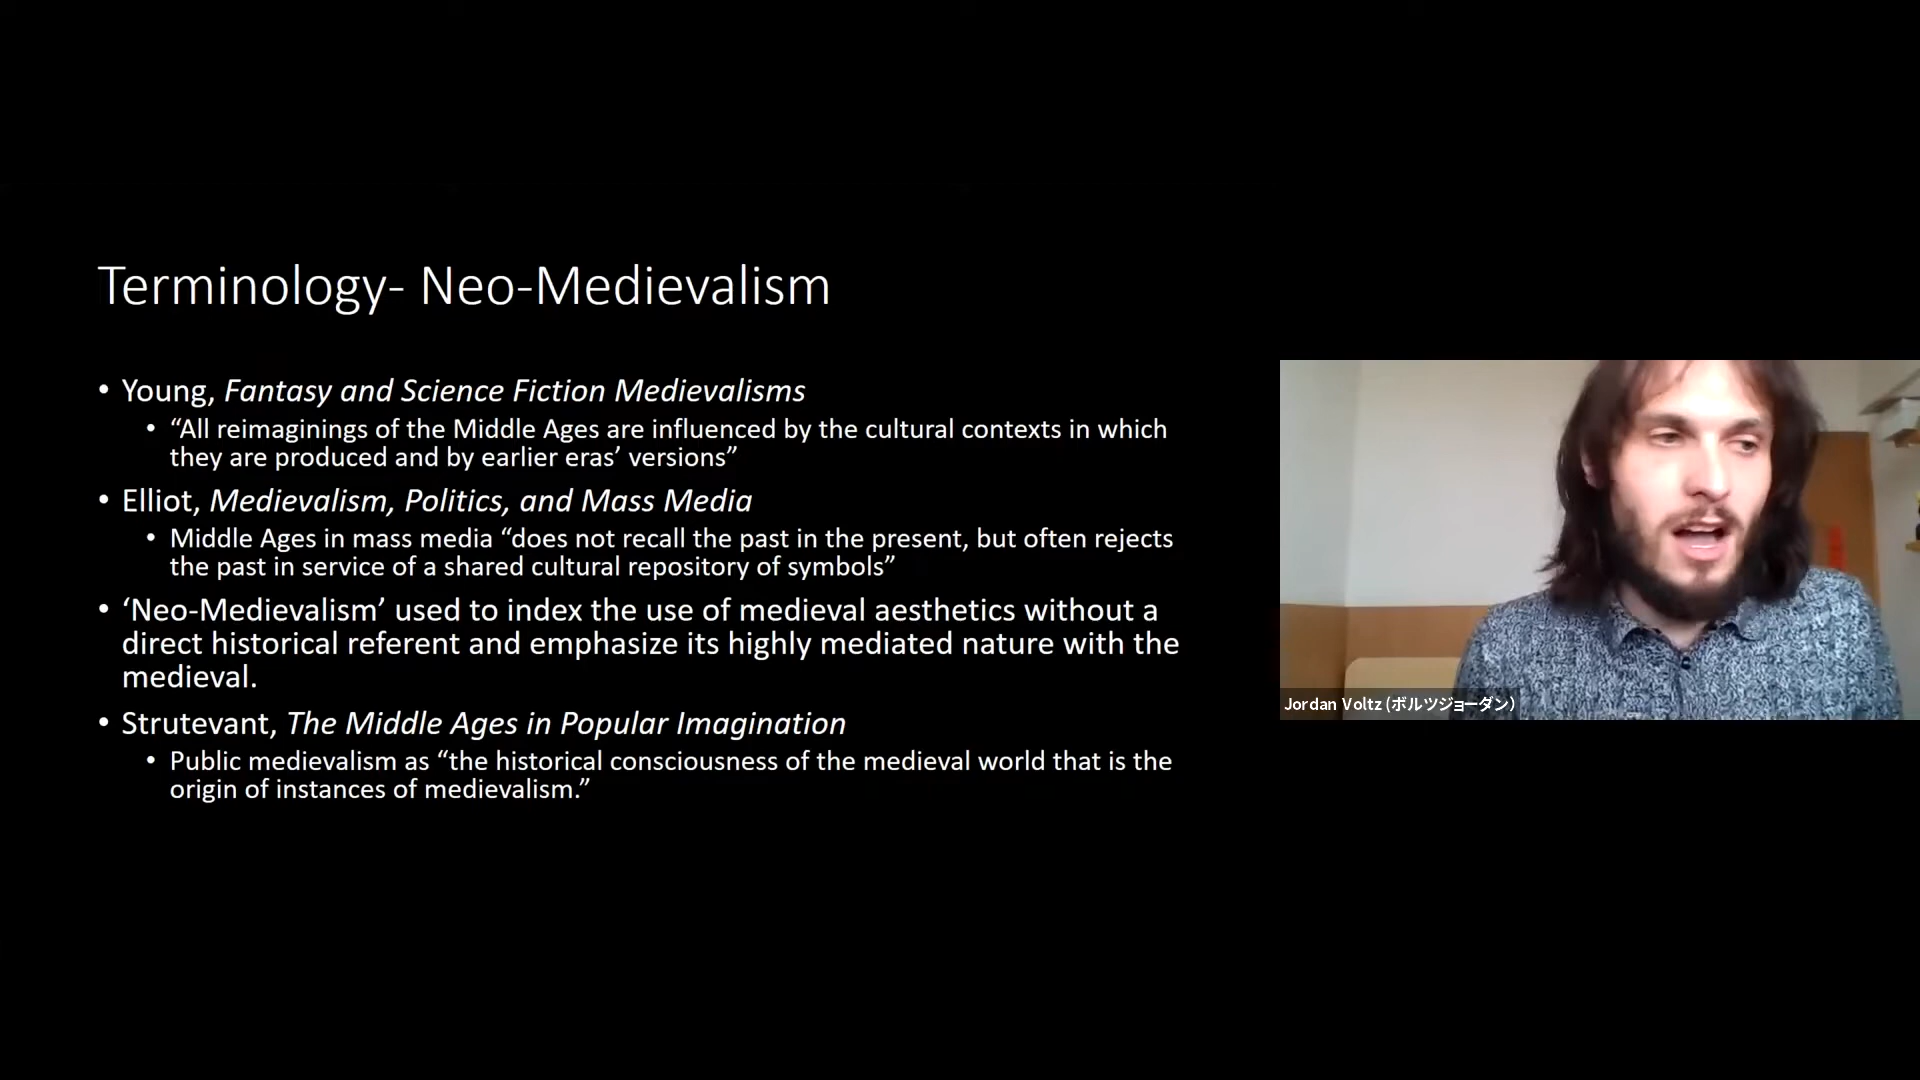 Terminology- Neo-Medievalism
• Young, Fantasy and Science Fiction Medievalisms
• “All reimaginings of the Middle Ages are influenced by the cultural contexts in which
they are produced and by earlier eras’ versions”
• Elliot, Medievalism, Politics, and Mass Media
• Middle Ages in mass media “does not recall the past in the present, but often rejects
the past in service of a shared cultural repository of symbols”
• ‘Neo-Medievalism’ used to index the use of medieval aesthetics without a
direct historical referent and emphasize its highly mediated nature with the
medieval.
• Strutevant, The Middle Ages in Popular Imagination
• Public medievalism as “the historical consciousness of the medieval world that is the
origin of instances of medievalism.”
Jordan Voltz (ボルツジョーダン)